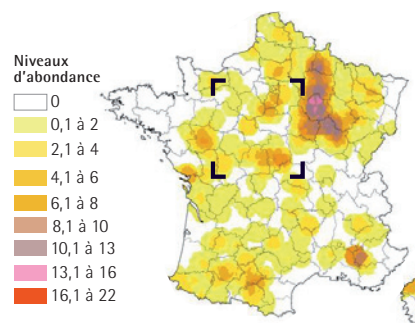 Niveaux
d'abondance
0
0,1 à 2
2,1 à 4
4,1 à 6
6,1 à 8
8,1 à 10
10,1 à 13
13,1 à 16
16,1 à 22